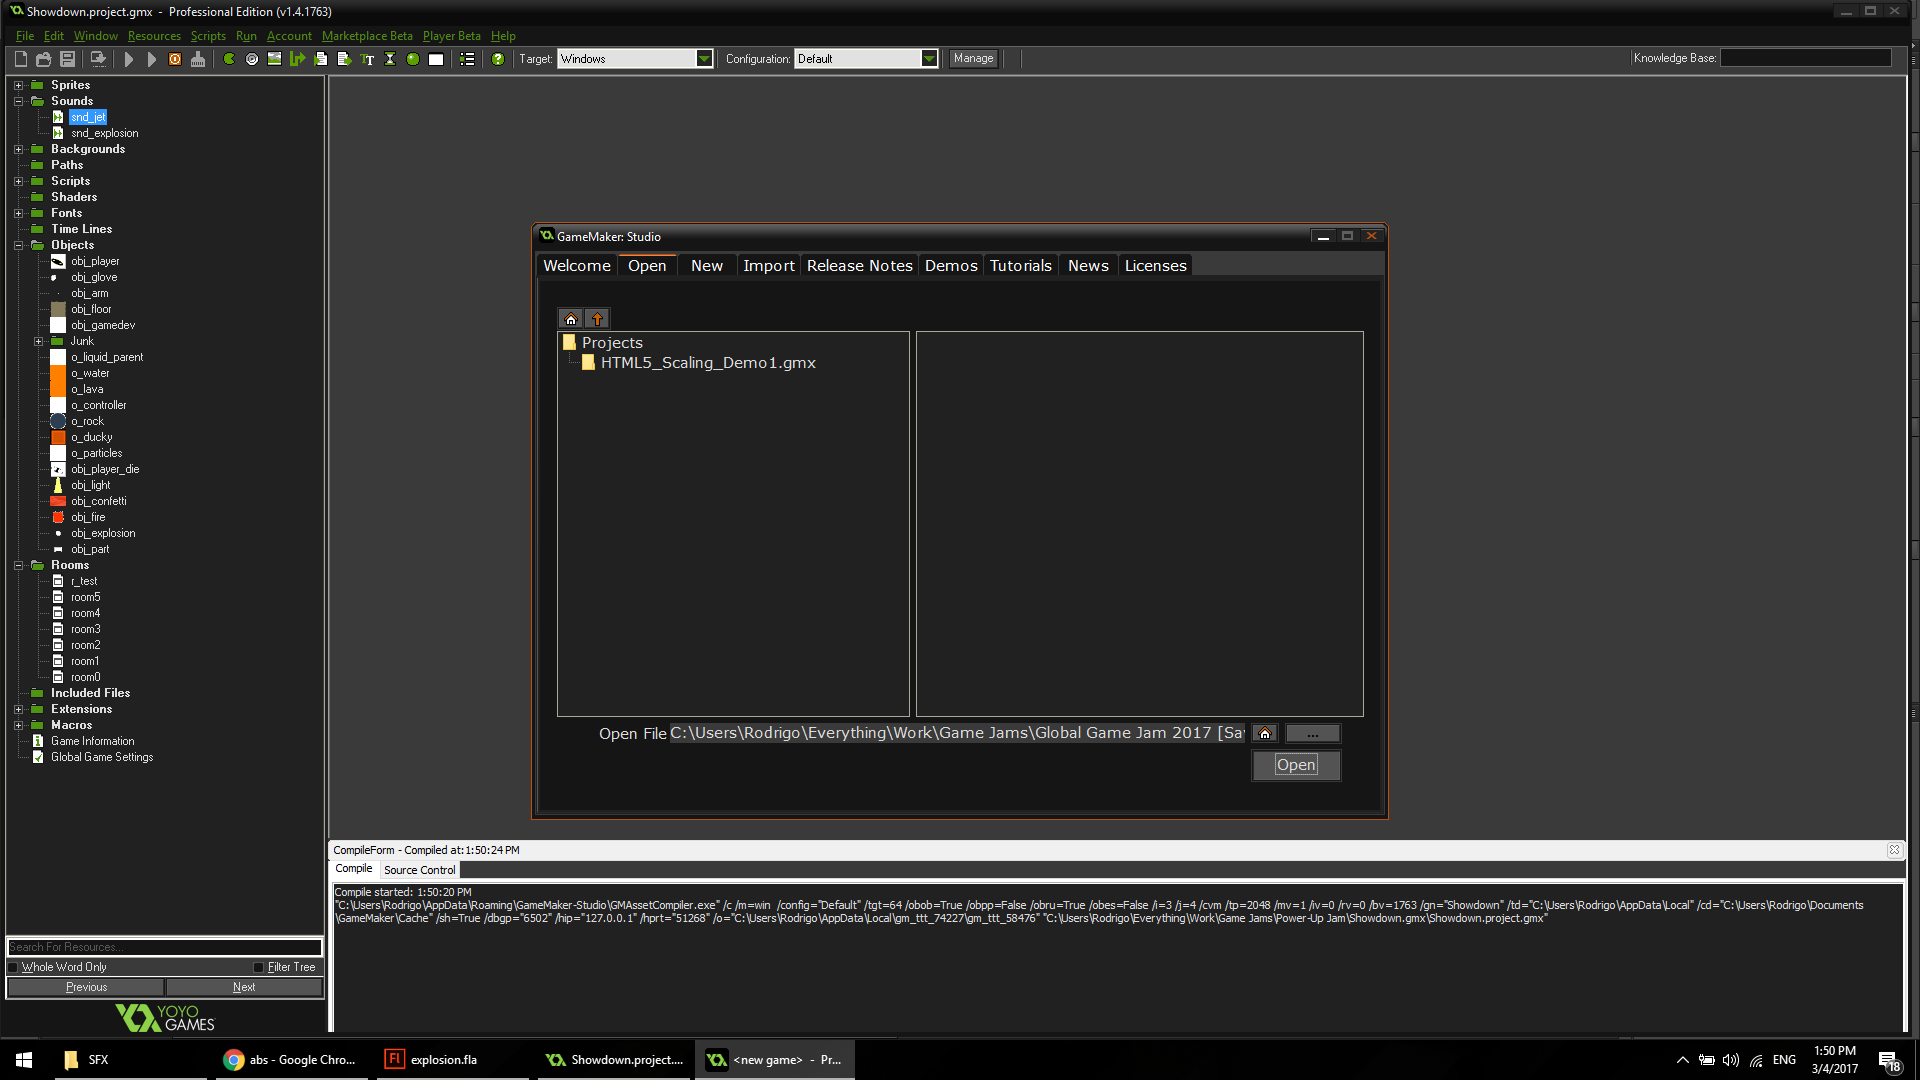 Showdown.project.gmx - Professional Edition (v1.4.1763)
File Edit Window Resources Scripts Run Account Marketplace Beta Player Beta Help
Target: Windows Configuration: Default Manage Knowledge Base:
Sprites
Sounds
snd_jet
snd_explosion
Backgrounds
Paths
Scripts
Shaders
Fonts
Time Lines
Objects
obj_player
obj_glove
obj_arm
obj_floor
obj_gamedev
Junk
o_liquid_parent
o_water
o_lava
o_controller
o_rock
o_ducky
o_particles
obj_player_die
obj_light
obj_confetti
obj_fire
obj_explosion
obj_part
Rooms
r_test
room5
room4
room3
room2
room1
room0
Included Files
Extensions
Macros
Game Information
Global Game Settings
Search For Resources...
Whole Word Only Filter Tree
Previous Next
YOYO
GAMES
GameMaker: Studio
Welcome Open New Import Release Notes Demos Tutorials News Licenses
Projects
HTML5_Scaling_Demo1.gmx
Open File C:\Users\Rodrigo\Everything\Work\Game Jams\Global Game Jam 2017 [Sa ...
Open
CompileForm - Compiled at: 1:50:24 PM
Compile Source Control
Compile started: 1:50:20 PM
"C:\Users\Rodrigo\AppData\Roaming\GameMaker-Studio\GMAssetCompiler.exe" /c /m=win /config="Default" /tgt=64 /obob=True /obpp=False /obru=True /obes=False /i=3 /j=4 /cvm /tp=2048 /mv=1 /iv=0 /rv=0 /bv=1763 /gn="Showdown" /td="C:\Users\Rodrigo\AppData\Local" /cd="C:\Users\Rodrigo\Documents
\GameMaker\Cache" /sh=True /dbgp="6502" /hip="127.0.0.1" /hprt="51268" /o="C:\Users\Rodrigo\AppData\Local\gm_ttt_74227\gm_ttt_58476" "C:\Users\Rodrigo\Everything\Work\Game Jams\Power-Up Jam\Showdown.gmx\Showdown.project.gmx"
SFX abs - Google Chro... Fl explosion.fla Showdown.project.... <new game> - Pr... ENG 1:50 PM
3/4/2017 18